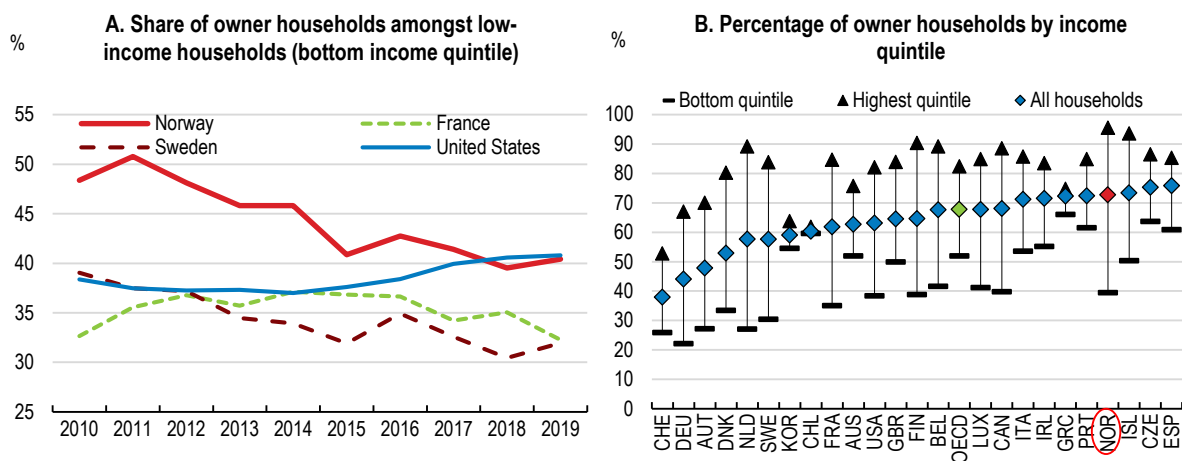 A. Share of owner households amongst low-
income households (bottom income quintile)
%
55
50
45
40
35
30
25
Norway
France
Sweden
United States
2010 2011 2012 2013 2014 2015 2016 2017 2018 2019
B. Percentage of owner households by income
quintile
%
100
90
80
70
60
50
40
30
20
10
0
Bottom quintile
Highest quintile
All households
CHE
DEU
AUT
DNK
NLD
SWE
KOR
CHL
FRA
AUS
USA
GBR
FIN
BEL
OECD
LUX
CAN
ITA
IRL
GRC
PRT
NOR
ISL
CZE
ESP